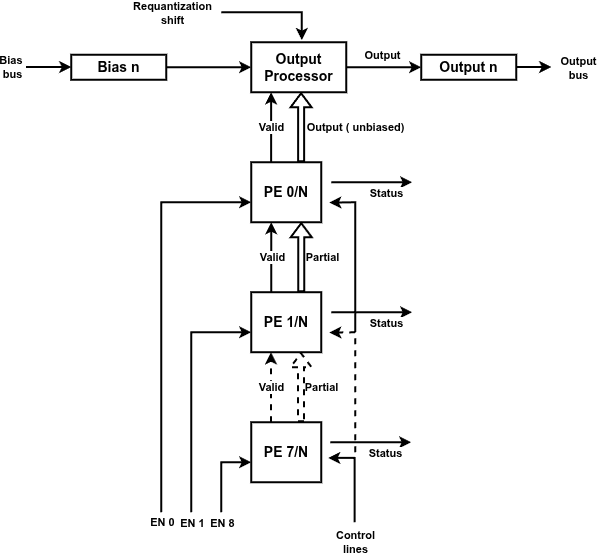 Requantization
shift
Bias
bus
Bias n
Output
Processor
Output
Output n
Output
bus
Valid
Output ( unbiased)
PE 0/N
Status
Valid
Partial
PE 1/N
Status
Valid
Partial
PE 7/N
Status
EN 0 EN 1 EN 8
Control
lines